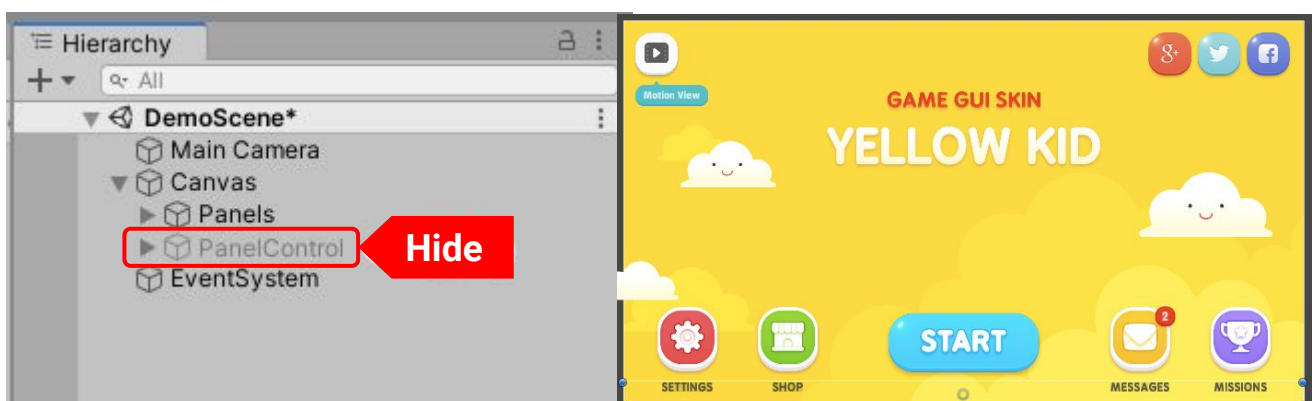 Hierarchy
All
DemoScene*
Main Camera
Canvas
Panels
PanelControl
Hide
EventSystem
g+
Motion View
GAME GUI SKIN
YELLOW KID
START
2
SETTINGS
SHOP
MESSAGES
MISSIONS